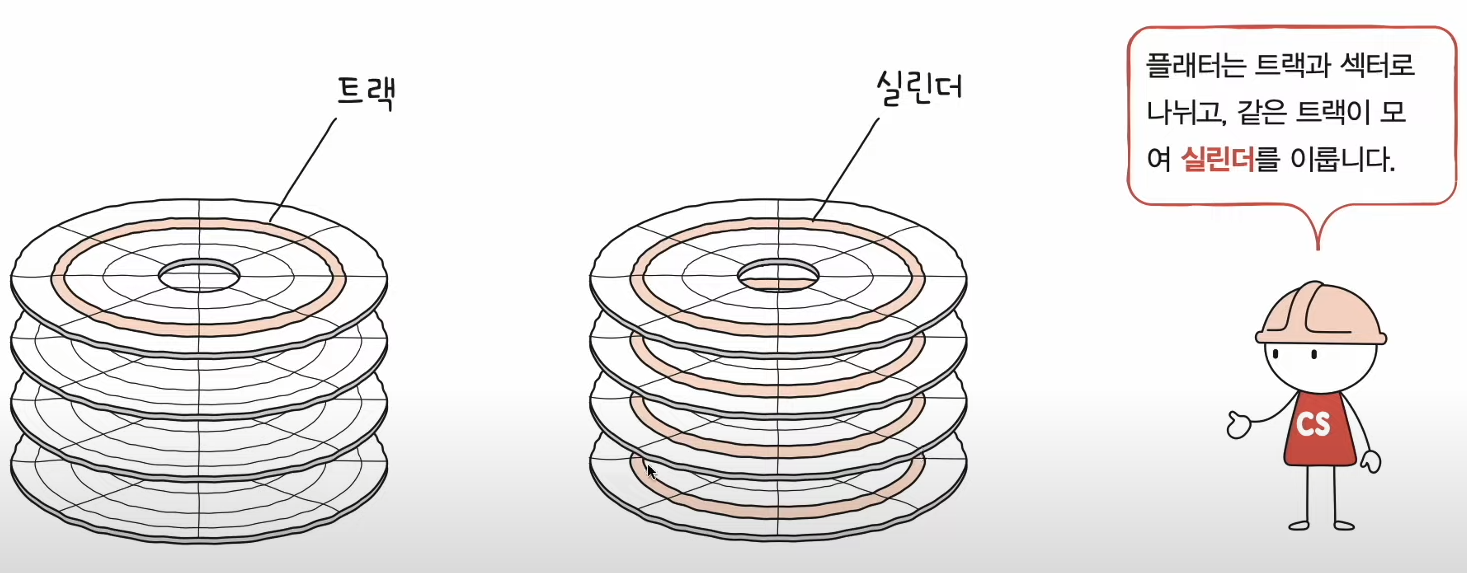 트랙
실린더
플래터는 트랙과 섹터로
나뉘고, 같은 트랙이 모
여 실린더를 이룹니다.
CS